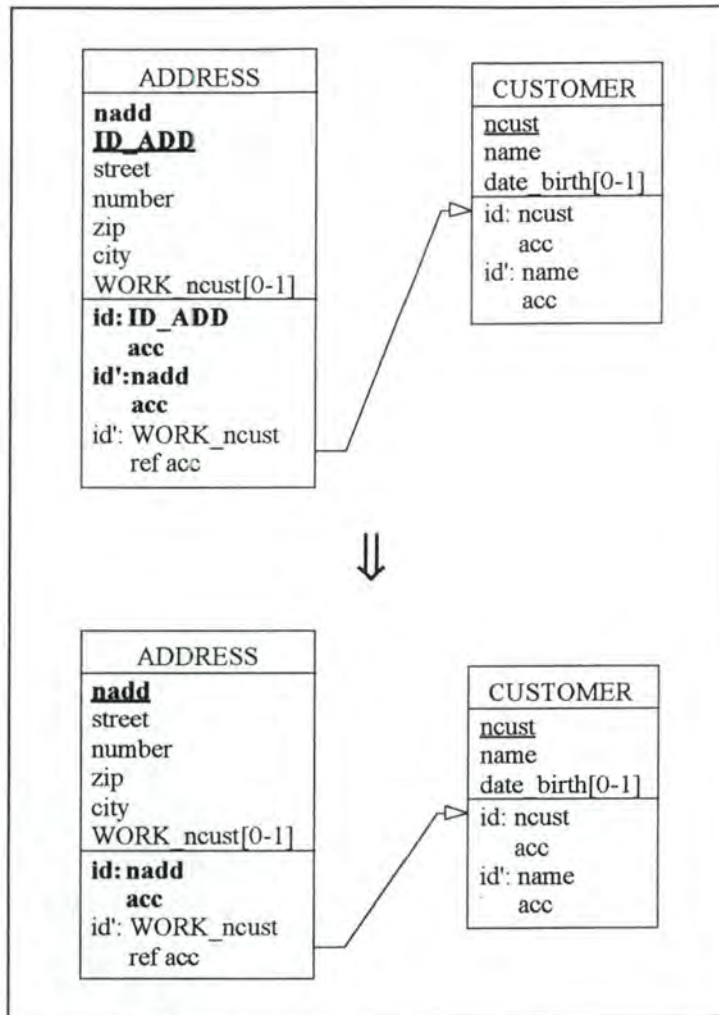 ADDRESS
nadd
ID_ADD
street
number
zip
city
WORK_ncust[0-1]
id: ID_ADD
acc
id':nadd
acc
id': WORK_ncust
ref acc
CUSTOMER
ncust
name
date_birth[0-1]
id: ncust
acc
id': name
acc
⇓
ADDRESS
nadd
street
number
zip
city
WORK_ncust[0-1]
id: nadd
acc
id': WORK_ncust
ref acc
CUSTOMER
ncust
name
date_birth[0-1]
id: ncust
acc
id': name
acc